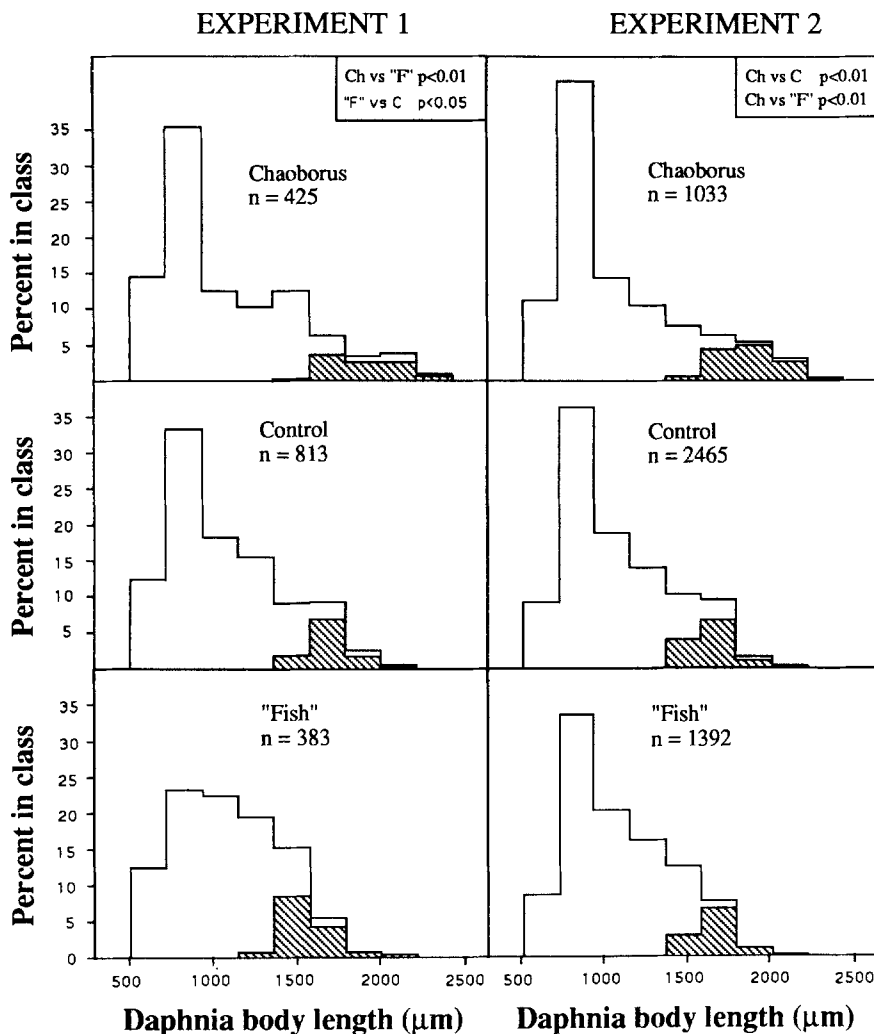 EXPERIMENT 1
EXPERIMENT 2
Percent in class
35
30
25
20
15
10
5
Ch vs "F" p<0.01
"F" vs C p<0.05
Chaoborus
n = 425
Ch vs C p<0.01
Ch vs "F" p<0.01
Chaoborus
n = 1033
Percent in class
35
30
25
20
15
10
5
Control
n = 813
Control
n = 2465
Percent in class
35
30
25
20
15
10
5
0
"Fish"
n = 383
"Fish"
n = 1392
500 1000 1500 2000 2500
500 1000 1500 2000 2500
Daphnia body length (μm)
Daphnia body length (μm)